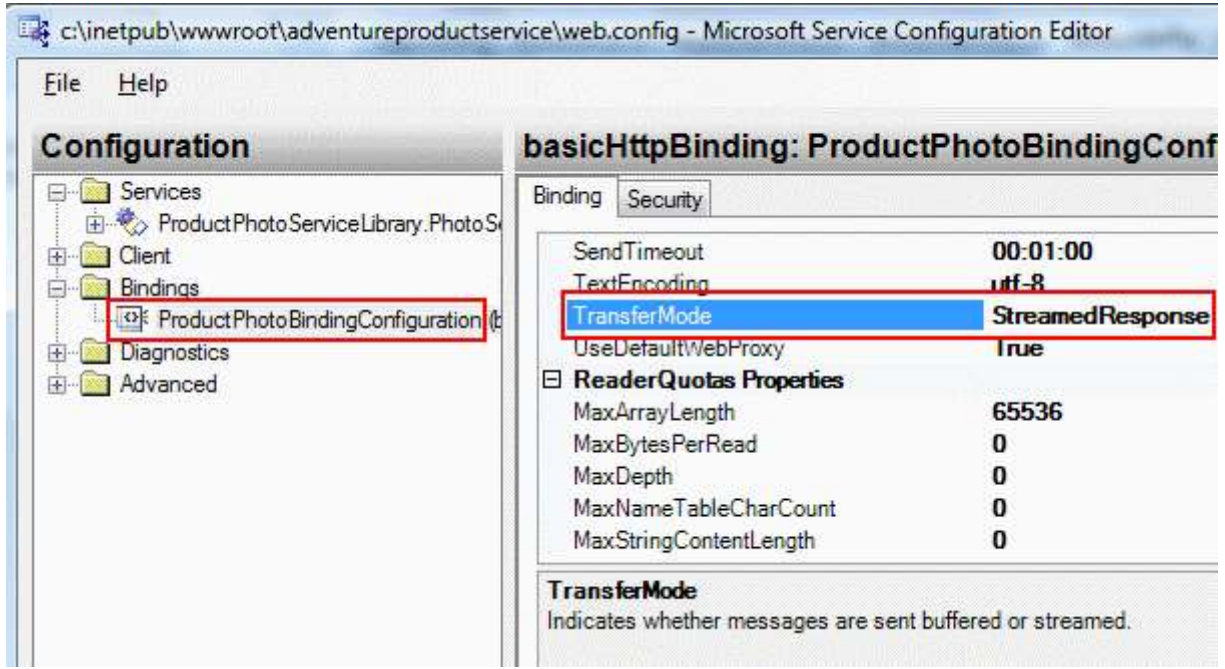 c:\inetpub\wwwroot\adventureproductservice\web.config - Microsoft Service Configuration Editor
File Help
Configuration
Services
ProductPhotoServiceLibrary.PhotoSe
Client
Bindings
ProductPhotoBindingConfiguration (b
Diagnostics
Advanced
basicHttpBinding: ProductPhotoBindingConf
Binding Security
SendTimeout 00:01:00
TextEncoding utf-8
TransferMode StreamedResponse
UseDefaultWebProxy True
ReaderQuotas Properties
MaxArrayLength 65536
MaxBytesPerRead 0
MaxDepth 0
MaxNameTableCharCount 0
MaxStringContentLength 0
TransferMode
Indicates whether messages are sent buffered or streamed.